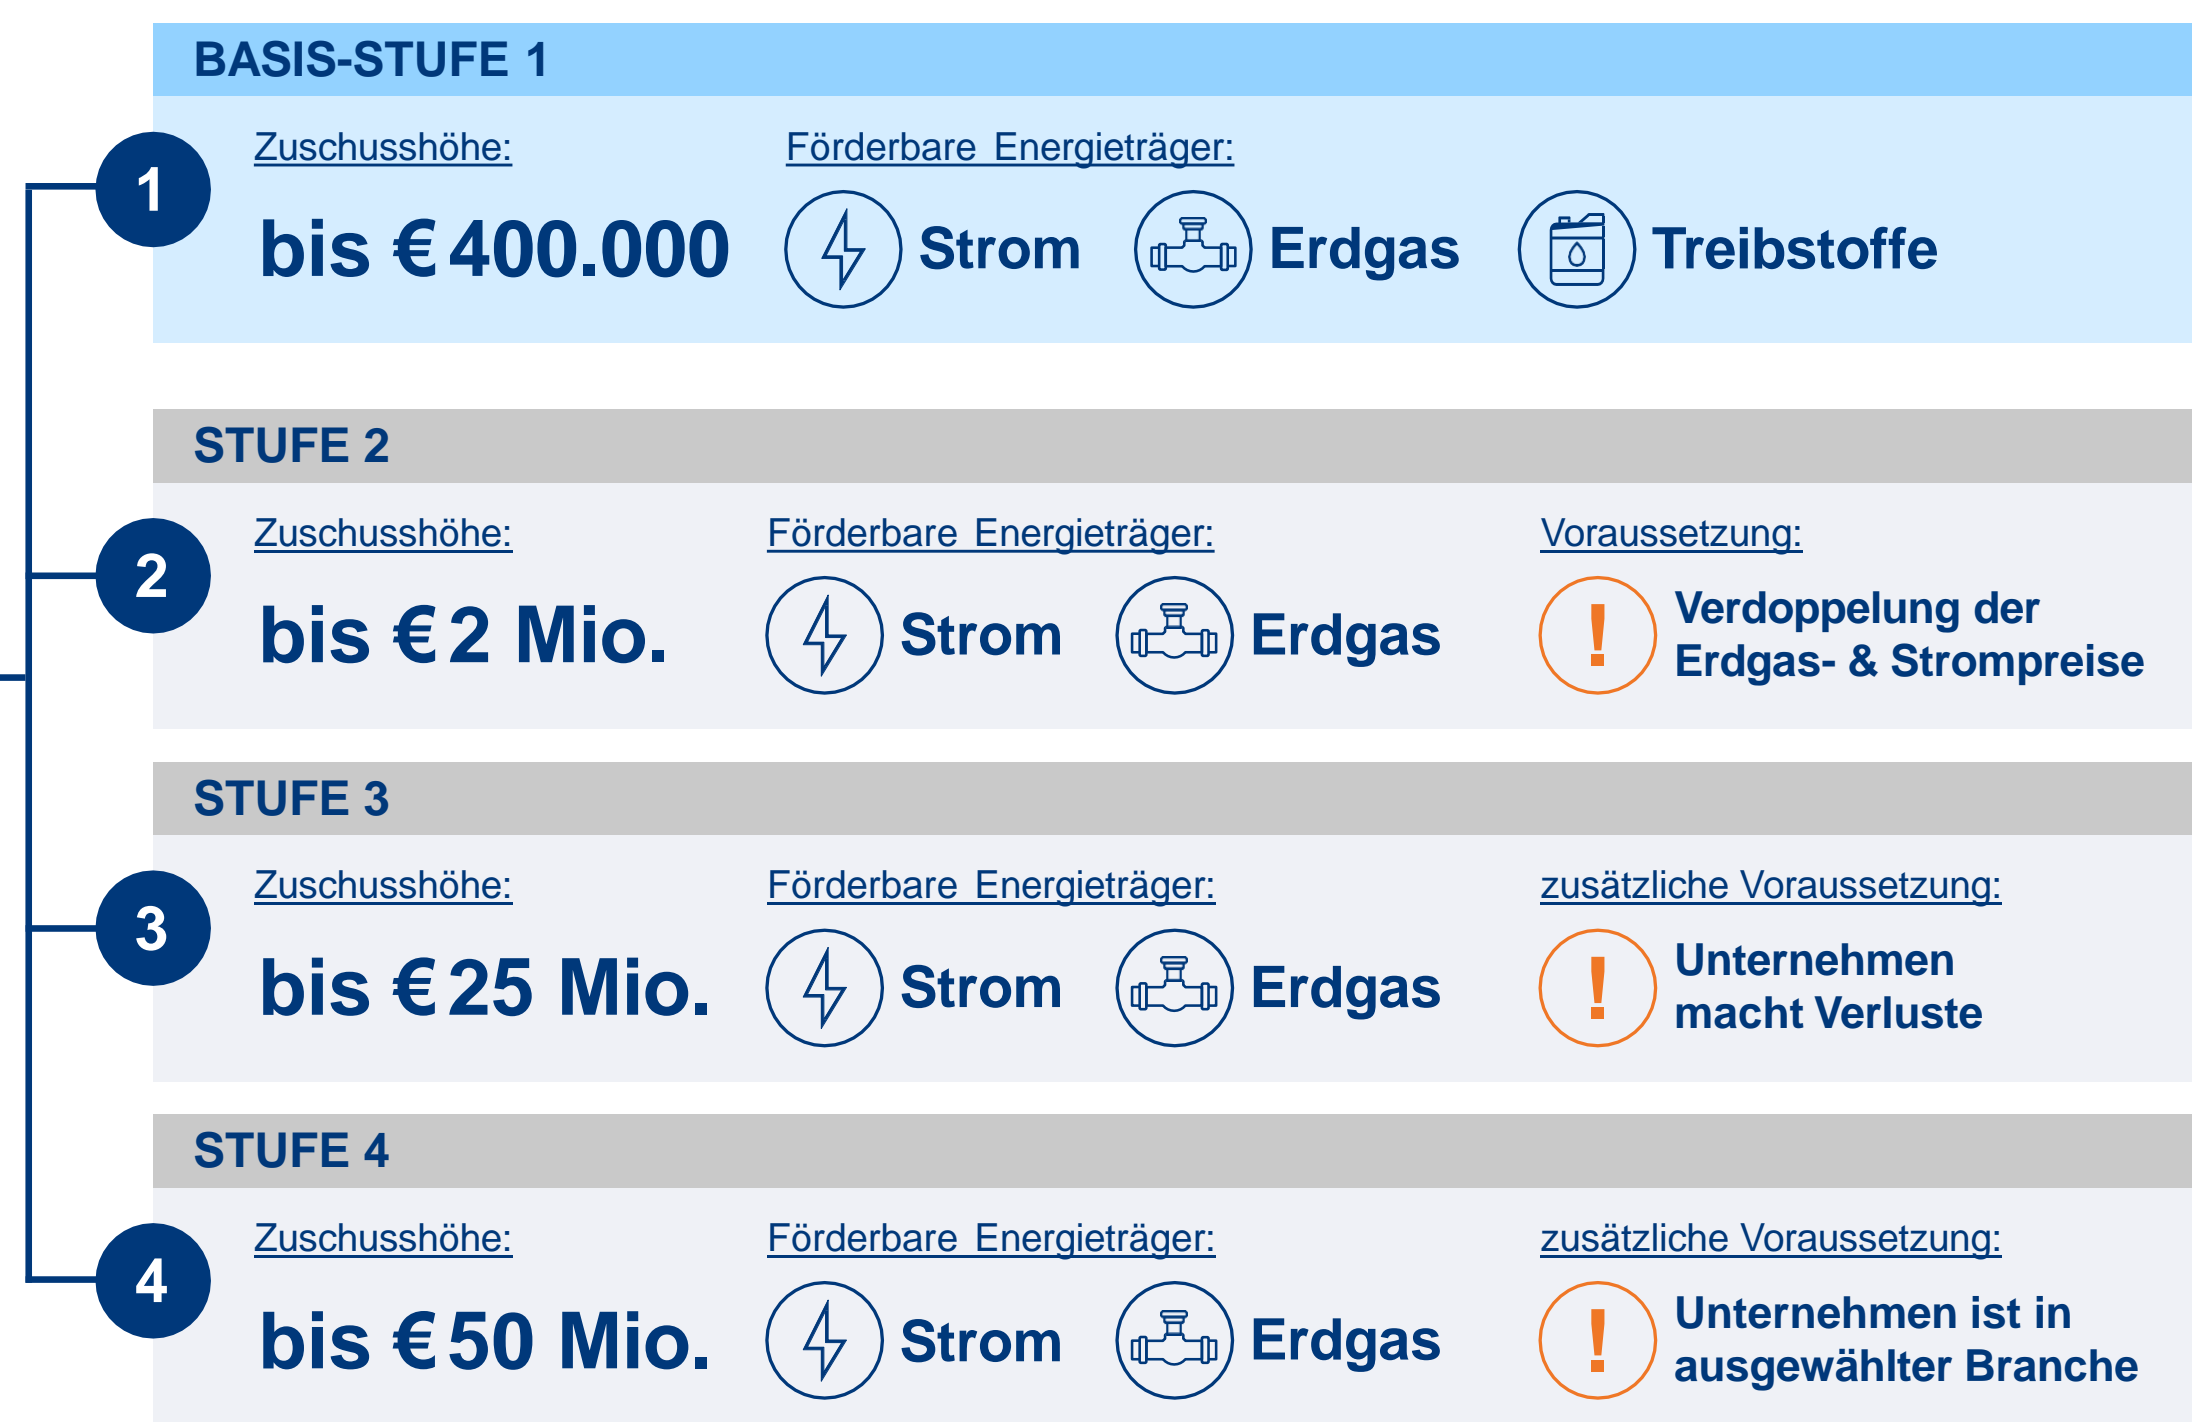 BASIS-STUFE 1
1
Zuschusshöhe:
Förderbare Energieträger:
bis € 400.000
Strom
Erdgas
Treibstoffe
STUFE 2
2
Zuschusshöhe:
Förderbare Energieträger:
Voraussetzung:
bis € 2 Mio.
Strom
Erdgas
!
Verdoppelung der
Erdgas- & Strompreise
STUFE 3
3
Zuschusshöhe:
Förderbare Energieträger:
zusätzliche Voraussetzung:
bis € 25 Mio.
Strom
Erdgas
!
Unternehmen
macht Verluste
STUFE 4
4
Zuschusshöhe:
Förderbare Energieträger:
zusätzliche Voraussetzung:
bis € 50 Mio.
Strom
Erdgas
!
Unternehmen ist in
ausgewählter Branche